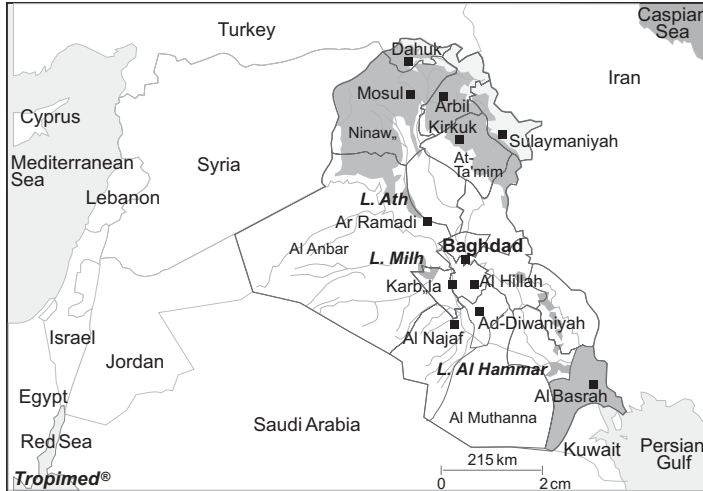 Turkey
Caspian
Sea
Dahuk
Iran
Mosul
Arbil
Cyprus
Kirkuk
Ninaw„
Sulaymaniyah
Mediterranean
Sea
Syria
At-
Ta'mim
Lebanon
L. Ath
Ar Ramadi
Baghdad
Al Anbar
L. Milh
Karb„la
Al Hillah
Ad-Diwaniyah
Israel
Al Najaf
Jordan
L. Al Hammar
Al Basrah
Egypt
Saudi Arabia
Al Muthanna
Red Sea
Kuwait
Persian
Gulf
215 km
Tropimed®
0 2 cm